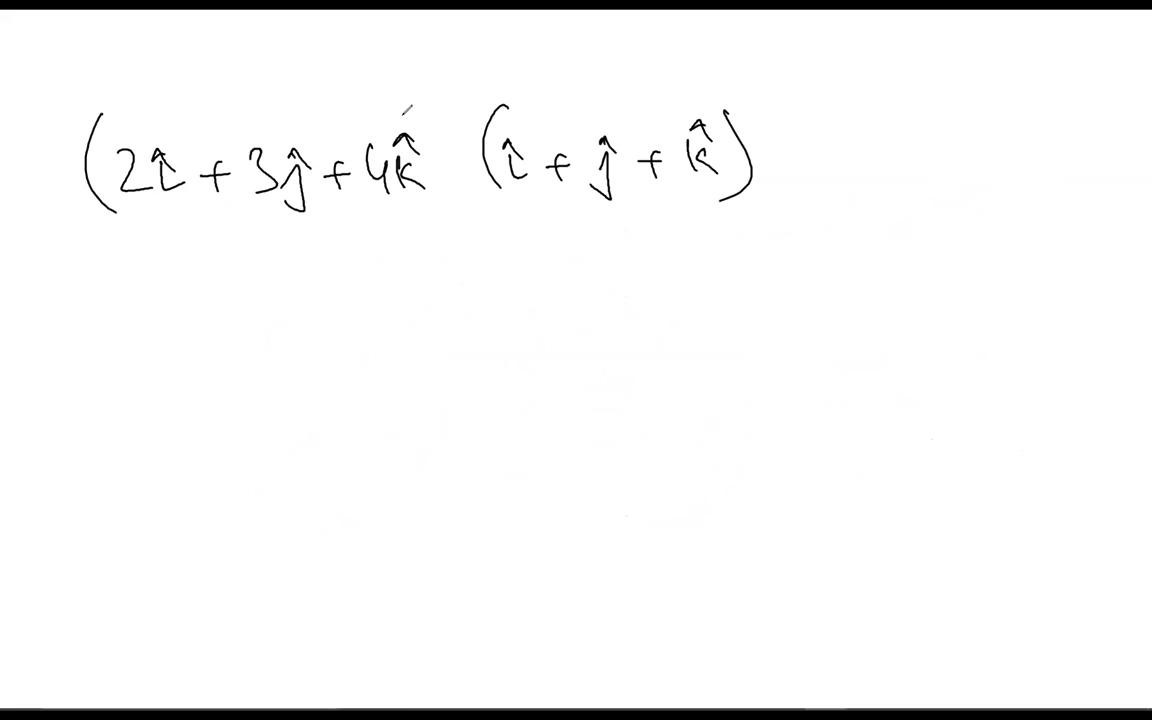 (2î + 3ĵ + 4k̂ (î + ĵ + k̂)